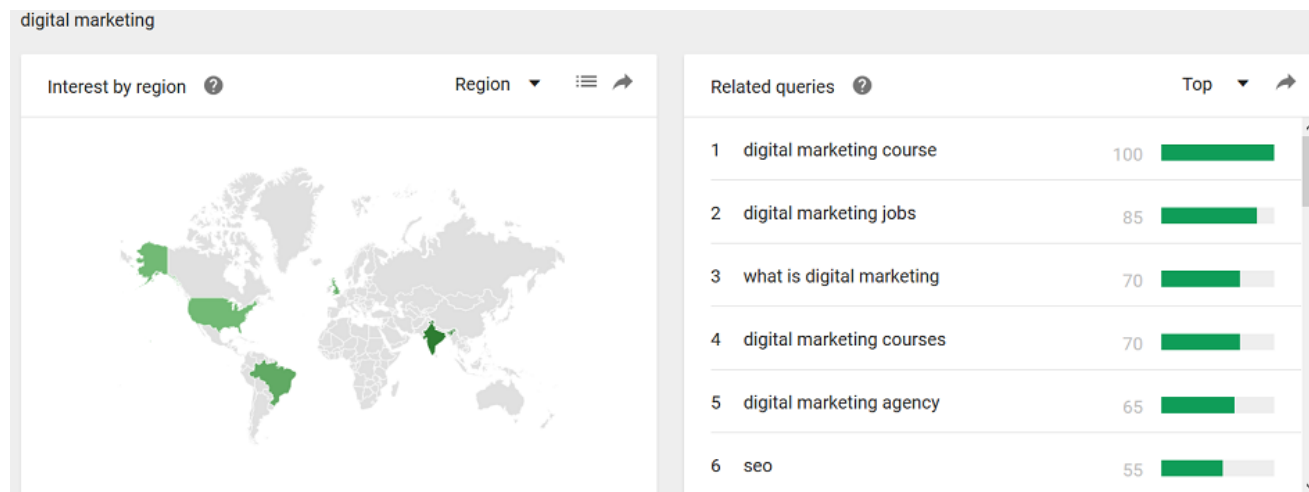 digital marketing
Interest by region
Region
Related queries
Top
1 digital marketing course 100
2 digital marketing jobs 85
3 what is digital marketing 70
4 digital marketing courses 70
5 digital marketing agency 65
6 seo 55